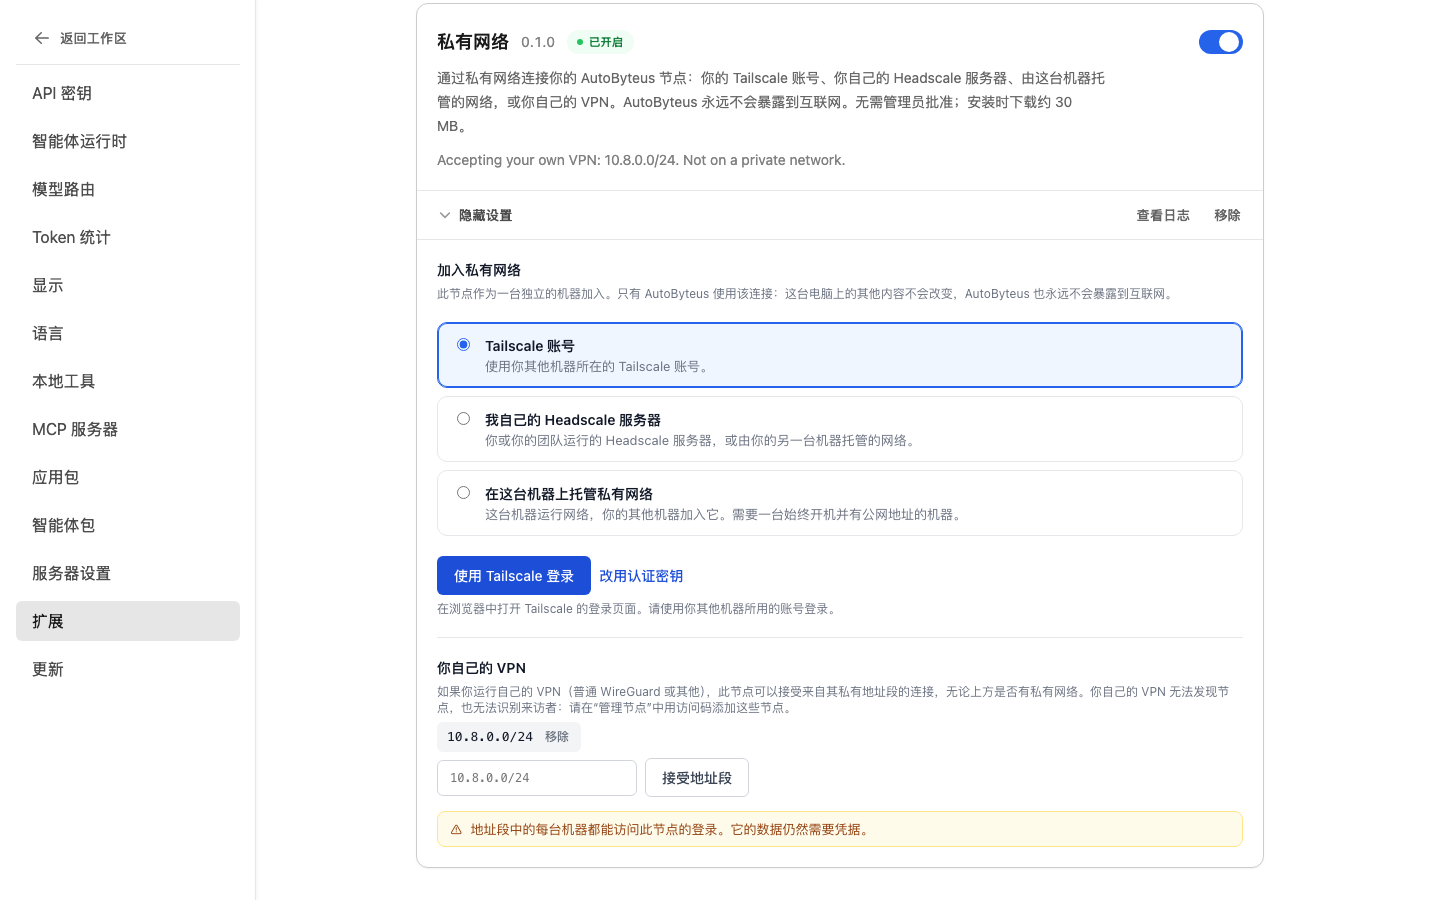 返回工作区
API 密钥
智能体运行时
模型路由
Token 统计
显示
语言
本地工具
MCP 服务器
应用包
智能体包
服务器设置
扩展
更新
私有网络 0.1.0 已开启
通过私有网络连接你的 AutoByteus 节点：你的 Tailscale 账号、你自己的 Headscale 服务器、由这台机器托
管的网络，或你自己的 VPN。AutoByteus 永远不会暴露到互联网。无需管理员批准；安装时下载约 30
MB。
Accepting your own VPN: 10.8.0.0/24. Not on a private network.
隐藏设置 查看日志 移除
加入私有网络
此节点作为一台独立的机器加入。只有 AutoByteus 使用该连接：这台电脑上的其他内容不会改变，AutoByteus 也永远不会暴露到互联网。
Tailscale 账号
使用你其他机器所在的 Tailscale 账号。
我自己的 Headscale 服务器
你或你的团队运行的 Headscale 服务器，或由你的另一台机器托管的网络。
在这台机器上托管私有网络
这台机器运行网络，你的其他机器加入它。需要一台始终开机并有公网地址的机器。
使用 Tailscale 登录 改用认证密钥
在浏览器中打开 Tailscale 的登录页面。请使用你其他机器所用的账号登录。
你自己的 VPN
如果你运行自己的 VPN（普通 WireGuard 或其他），此节点可以接受来自其私有地址段的连接，无论上方是否有私有网络。你自己的 VPN 无法发现节
点，也无法识别来访者：请在“管理节点”中用访问码添加这些节点。
10.8.0.0/24 移除
10.8.0.0/24 接受地址段
地址段中的每台机器都能访问此节点的登录。它的数据仍然需要凭据。